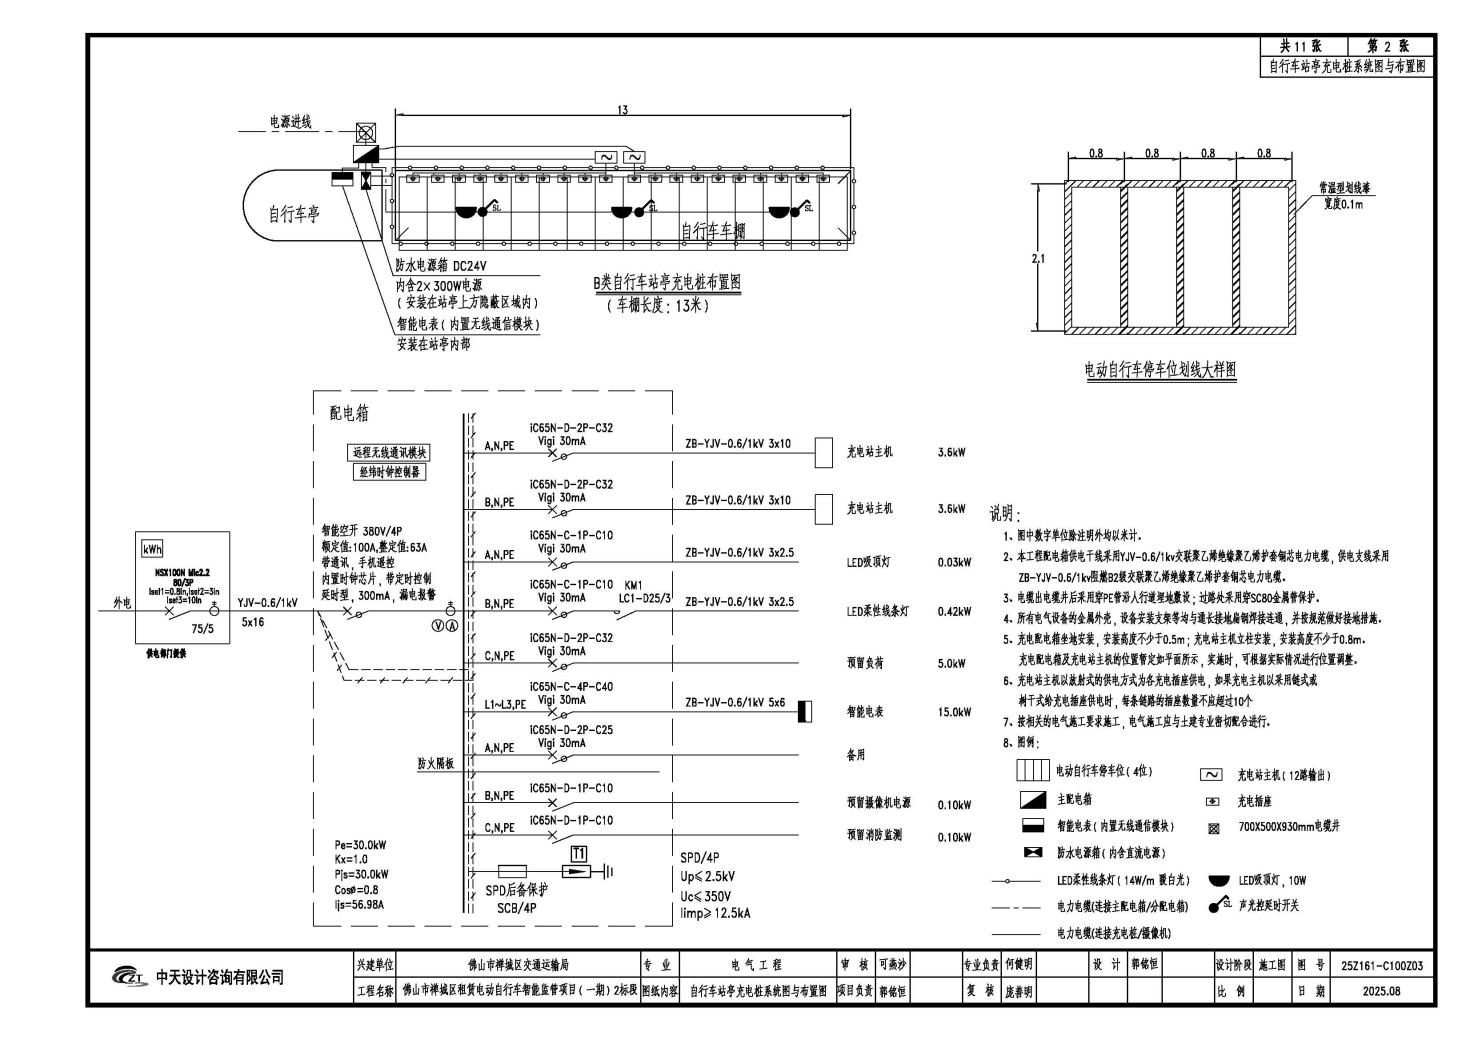 共 11 张
第 2 张
自行车站亭充电桩系统图与布置图
电源进线
13
自行车亭
SL
SL
SL
自行车车棚
防水电源箱 DC24V
内含2×300W电源
(安装在站亭上方隐蔽区域内)
智能电表(内置无线通信模块)
安装在站亭内部
B类自行车站亭充电桩布置图
(车棚长度:13米)
0.8
0.8
0.8
0.8
2.1
常温型划线漆
宽度0.1m
电动自行车停车位划线大样图
配电箱
远程无线通讯模块
经纬时钟控制器
智能空开 380V/4P
额定值:100A,整定值:63A
带通讯,手机遥控
内置时钟芯片,带定时控制
延时型,300mA,漏电报警
V A
外电
kWh
NSX100N Mic2.2
80/3P
Iset1=0.8In,Iset2=3In
Iset3=10In
75/5
供电部门提供
YJV-0.6/1kV
5x16
A,N,PE
iC65N-D-2P-C32
Vigi 30mA
ZB-YJV-0.6/1kV 3x10
充电站主机
3.6kW
B,N,PE
iC65N-D-2P-C32
Vigi 30mA
ZB-YJV-0.6/1kV 3x10
充电站主机
3.6kW
A,N,PE
iC65N-C-1P-C10
Vigi 30mA
ZB-YJV-0.6/1kV 3x2.5
LED吸顶灯
0.03kW
B,N,PE
iC65N-C-1P-C10
Vigi 30mA
KM1
LC1-D25/3
ZB-YJV-0.6/1kV 3x2.5
LED柔性线条灯
0.42kW
C,N,PE
iC65N-D-2P-C32
Vigi 30mA
预留负荷
5.0kW
L1~L3,PE
iC65N-C-4P-C40
Vigi 30mA
ZB-YJV-0.6/1kV 5x6
智能电表
15.0kW
A,N,PE
iC65N-D-2P-C25
Vigi 30mA
备用
防火隔板
B,N,PE
iC65N-D-1P-C10
预留摄像机电源
0.10kW
C,N,PE
iC65N-D-1P-C10
预留消防监测
0.10kW
Pe=30.0kW
Kx=1.0
Pjs=30.0kW
Cosø=0.8
Ijs=56.98A
T1
SPD后备保护
SCB/4P
SPD/4P
Up≤2.5kV
Uc≤350V
Iimp≥12.5kA
说明:
1、图中数字单位除注明外均以米计。
2、本工程配电箱供电干线采用YJV-0.6/1kv交联聚乙烯绝缘聚乙烯护套铜芯电力电缆,供电支线采用
ZB-YJV-0.6/1kv阻燃B2级交联聚乙烯绝缘聚乙烯护套铜芯电力电缆。
3、电缆出电缆井后采用穿PE管沿人行道埋地敷设;过路处采用穿SC80金属管保护。
4、所有电气设备的金属外壳,设备安装支架等均与通长接地扁钢焊接连通,并按规范做好接地措施。
5、充电配电箱坐地安装,安装高度不少于0.5m;充电站主机立柱安装,安装高度不少于0.8m。
充电配电箱及充电站主机的位置暂定如平面所示,实施时,可根据实际情况进行位置调整。
6、充电站主机以放射式的供电方式为各充电插座供电,如果充电主机以采用链式或
树干式给充电插座供电时,每条链路的插座数量不应超过10个
7、按相关的电气施工要求施工,电气施工应与土建专业密切配合进行。
8、图例:
电动自行车停车位(4位)
充电站主机(12路输出)
主配电箱
充电插座
智能电表(内置无线通信模块)
700X500X930mm电缆井
防水电源箱(内含直流电源)
LED柔性线条灯(14W/m 暖白光)
LED吸顶灯,10W
电力电缆(连接主配电箱/分配电箱)
SL
声光控延时开关
电力电缆(连接充电桩/摄像机)
ZT 中天设计咨询有限公司
兴建单位
佛山市禅城区交通运输局
专 业
电 气 工 程
审 核
可燕沙
专业负责
何健明
设 计
郭铭恒
设计阶段
施工图
图 号
25Z161-C100Z03
工程名称
佛山市禅城区租赁电动自行车智能监管项目(一期)2标段
图纸内容
自行车站亭充电桩系统图与布置图
项目负责
郭铭恒
复 核
庞善明
比 例
日 期
2025.08